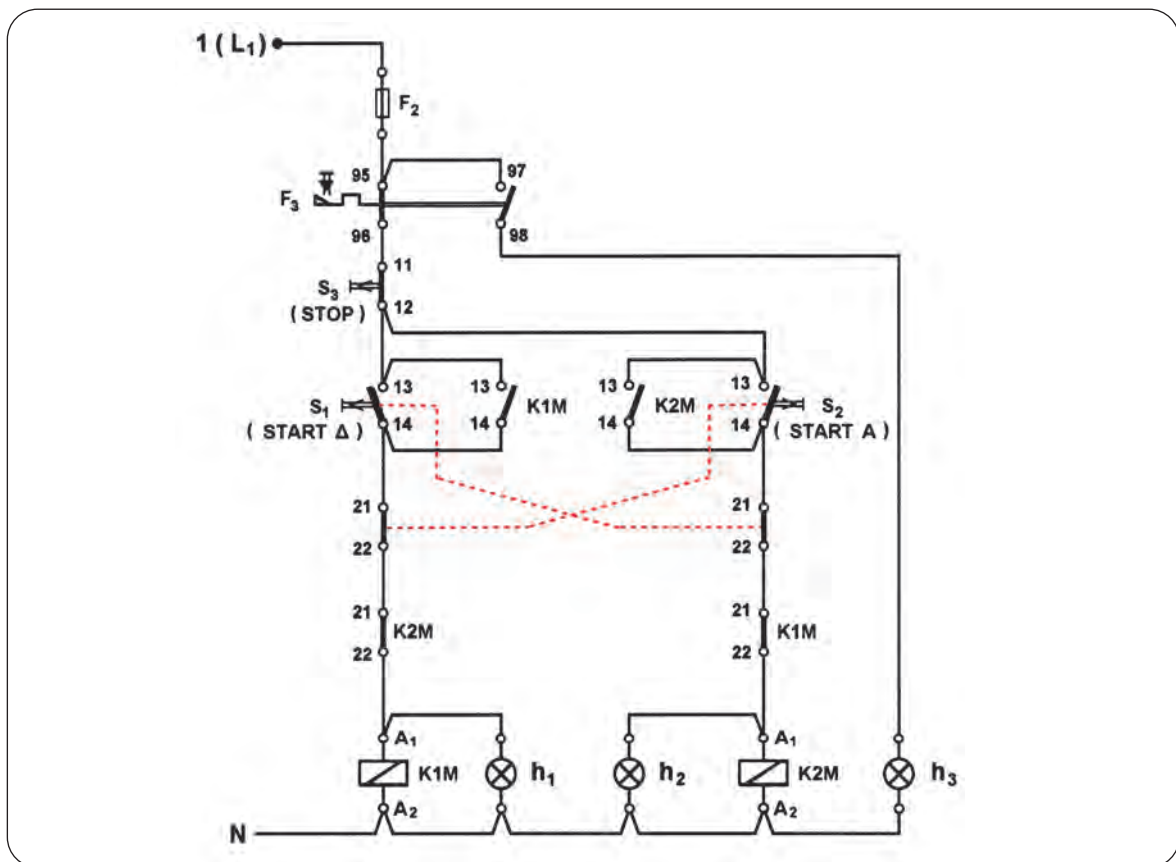 1 ( L₁ )
F₂
95 97
F₃
96 98
11
S₃
( STOP ) 12
13 13 13 13
S₁ K1M K2M S₂
14 14 14 14
( START Δ ) ( START A )
21 21
22 22
21 21
K2M K1M
22 22
A₁ A₁
K1M h₁ h₂ K2M h₃
A₂ A₂
N